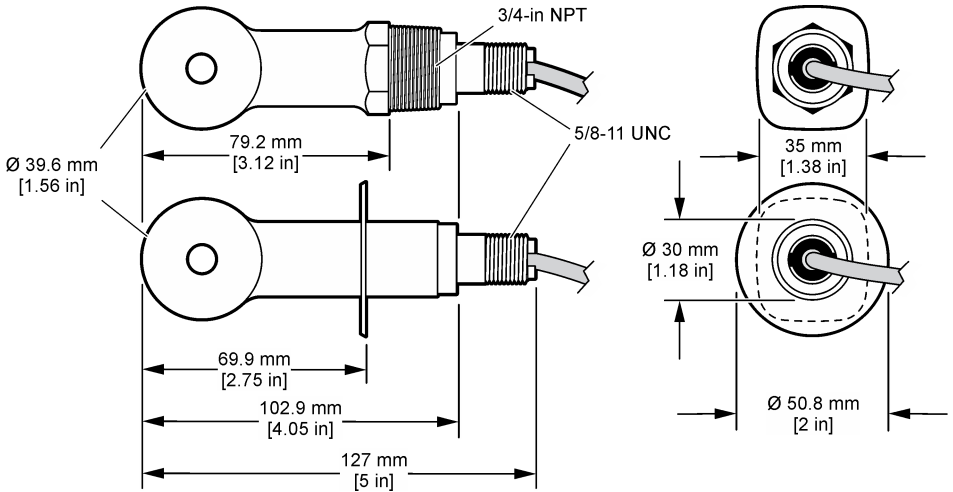 3/4-in NPT
5/8-11 UNC
79.2 mm
[3.12 in]
Ø 39.6 mm
[1.56 in]
35 mm
[1.38 in]
Ø 30 mm
[1.18 in]
69.9 mm
[2.75 in]
102.9 mm
[4.05 in]
Ø 50.8 mm
[2 in]
127 mm
[5 in]